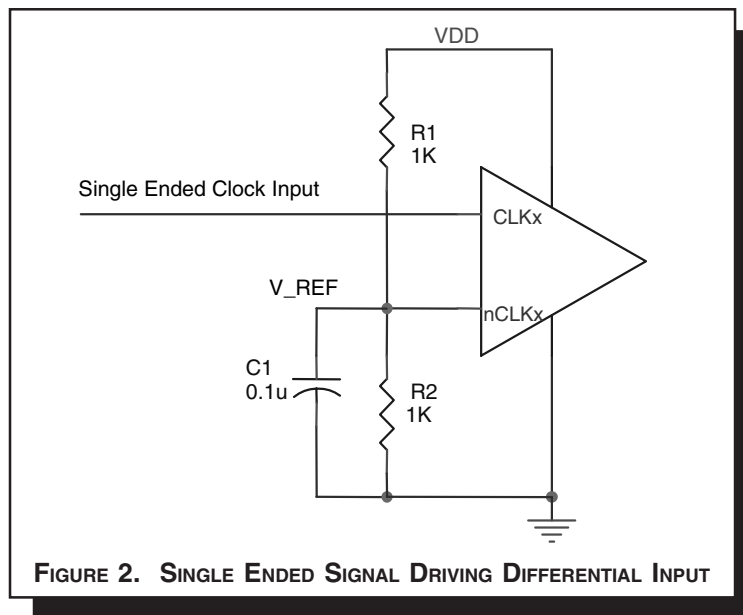 VDD
R1
1K
Single Ended Clock Input
CLKx
V_REF
nCLKx
C1
0.1u
R2
1K
FIGURE 2. SINGLE ENDED SIGNAL DRIVING DIFFERENTIAL INPUT